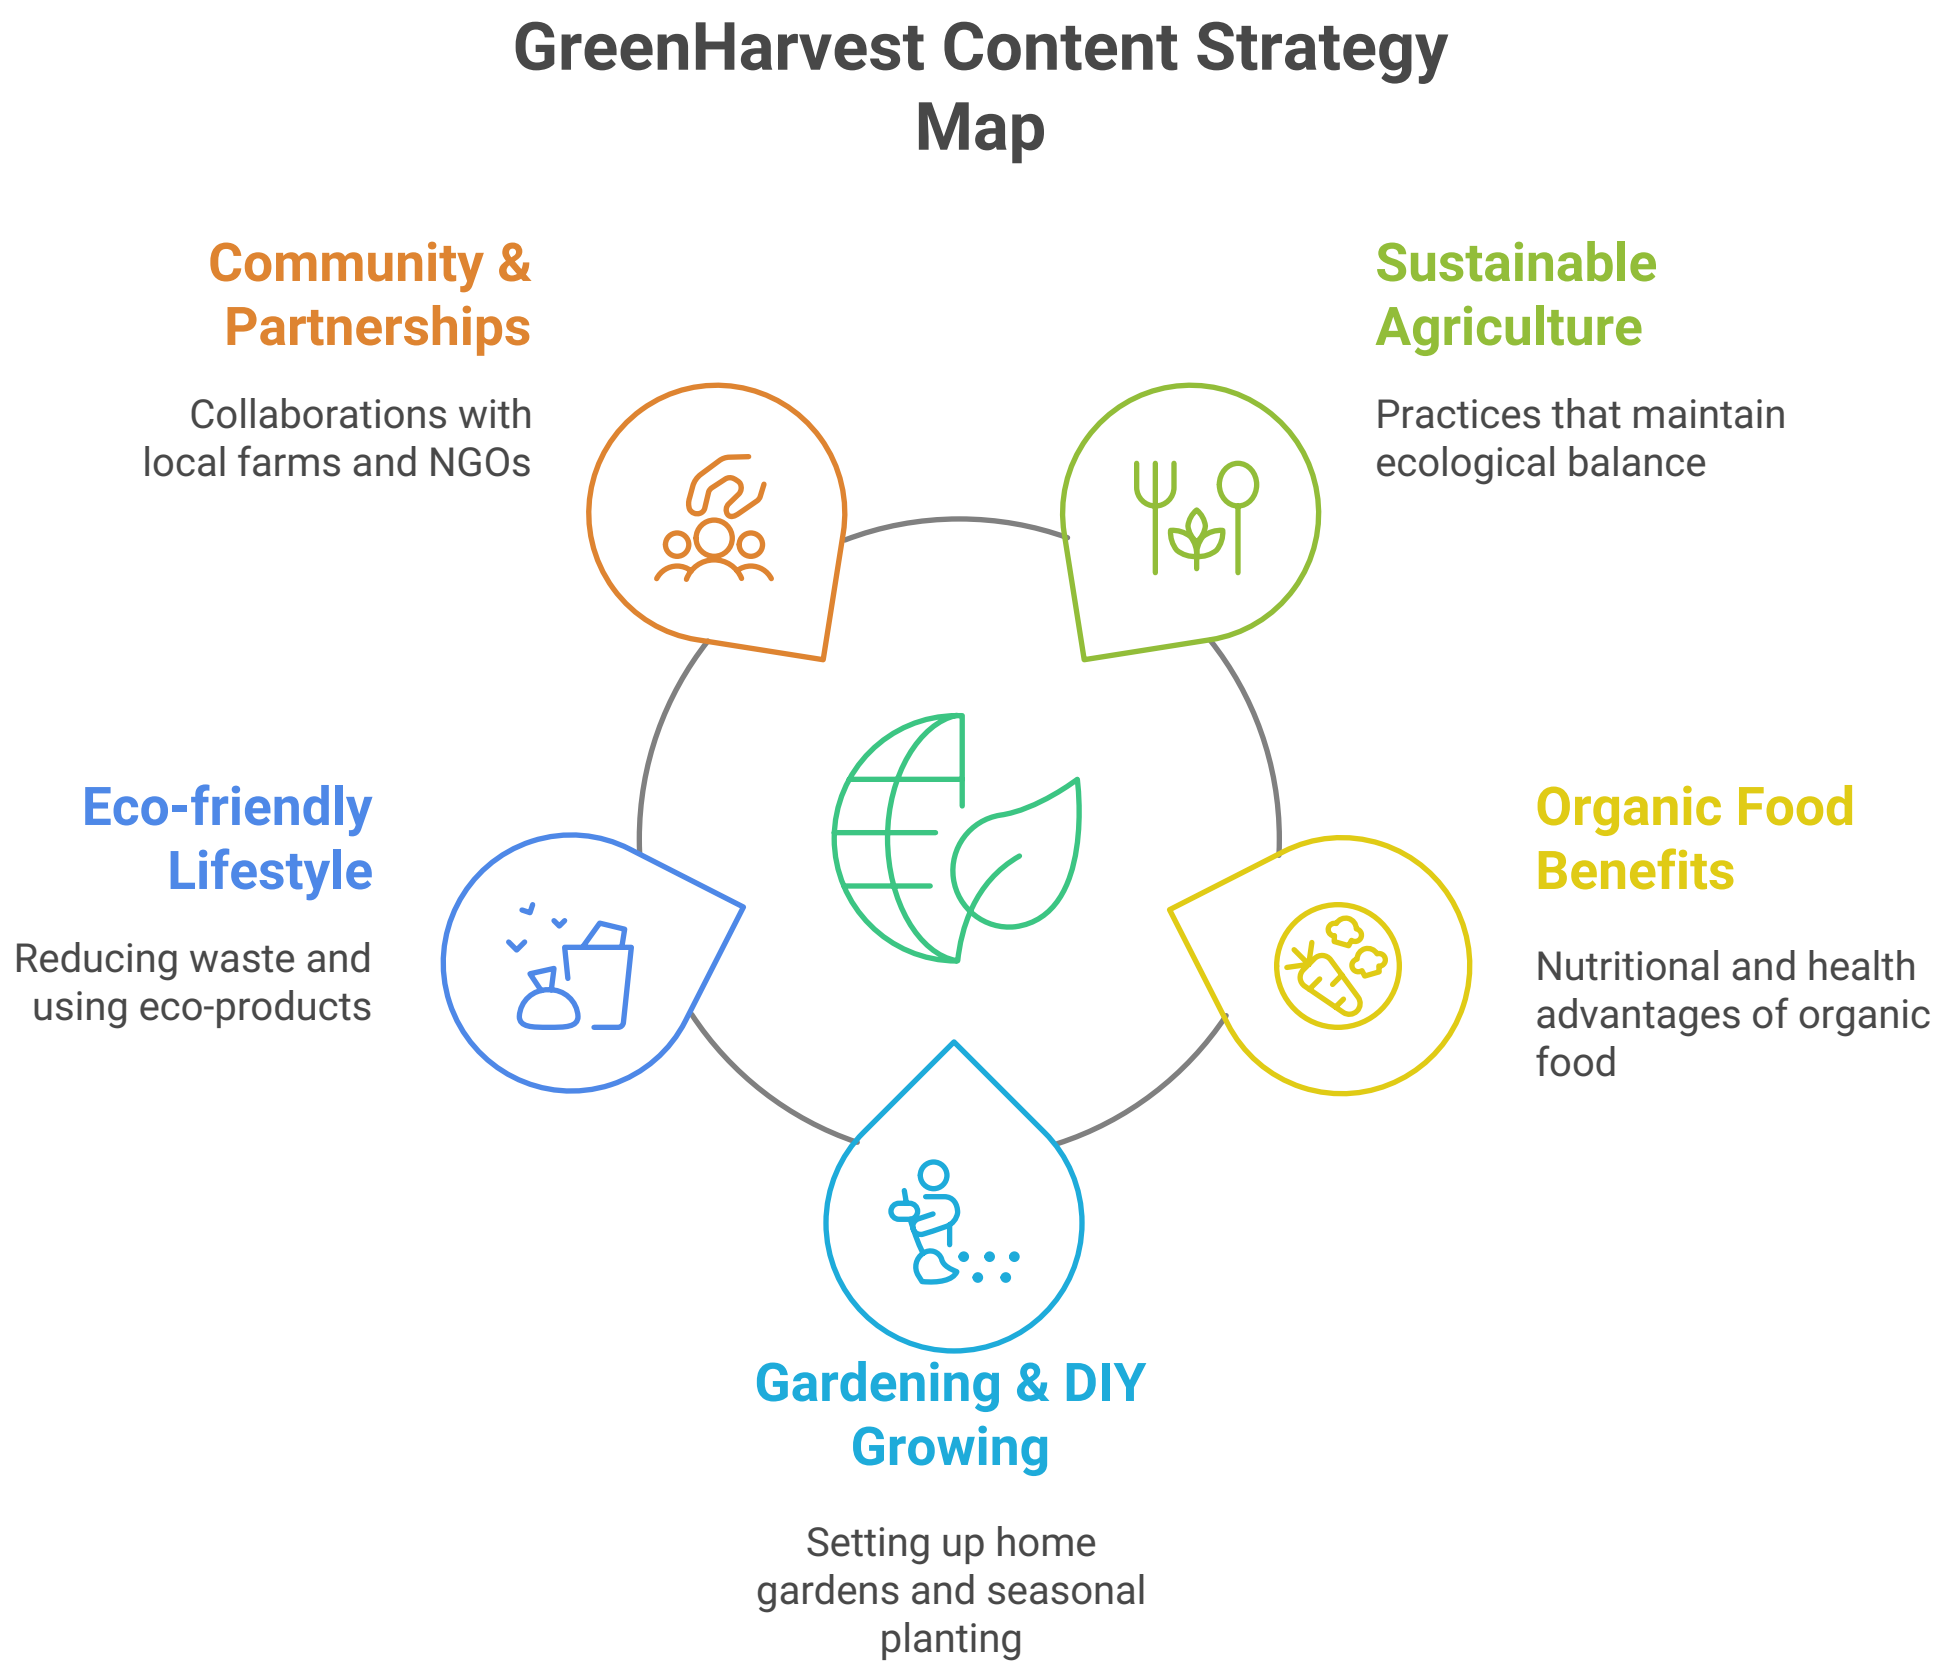 GreenHarvest Content Strategy
Map
Community &
Partnerships
Collaborations with
local farms and NGOs
Sustainable
Agriculture
Practices that maintain
ecological balance
Eco-friendly
Lifestyle
Reducing waste and
using eco-products
Organic Food
Benefits
Nutritional and health
advantages of organic
food
Gardening & DIY
Growing
Setting up home
gardens and seasonal
planting